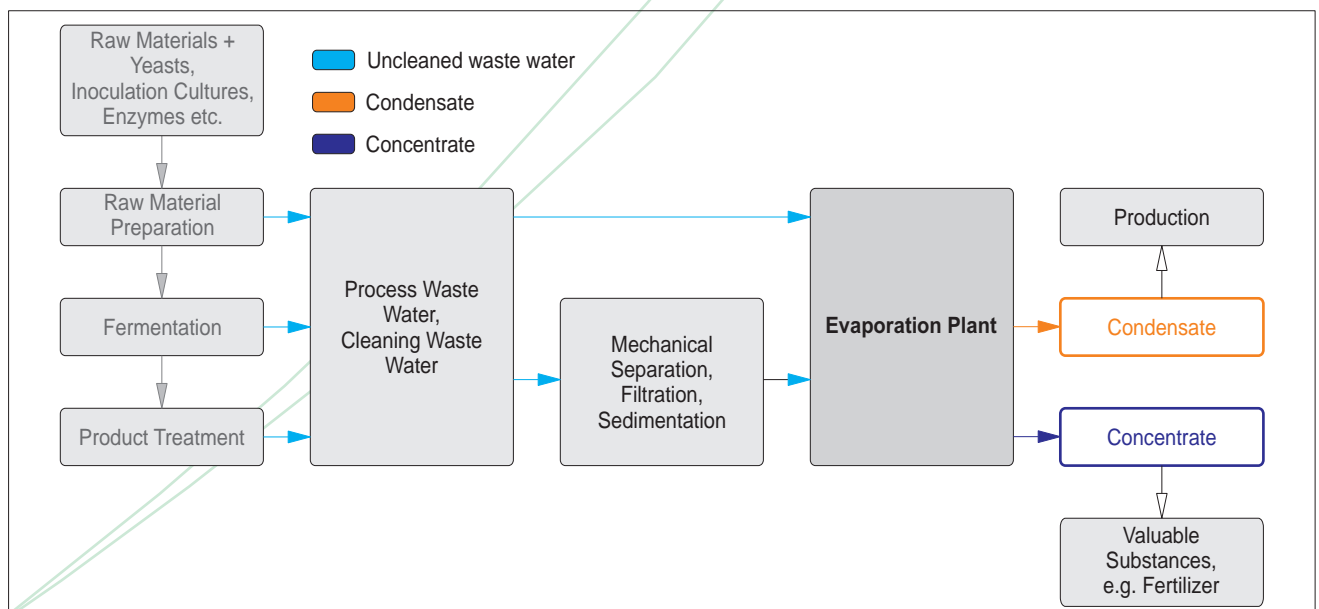 Raw Materials +
Yeasts,
Inoculation Cultures,
Enzymes etc.
Uncleaned waste water
Condensate
Concentrate
Raw Material
Preparation
Fermentation
Product Treatment
Process Waste
Water,
Cleaning Waste
Water
Mechanical
Separation,
Filtration,
Sedimentation
Evaporation Plant
Production
Condensate
Concentrate
Valuable
Substances,
e.g. Fertilizer